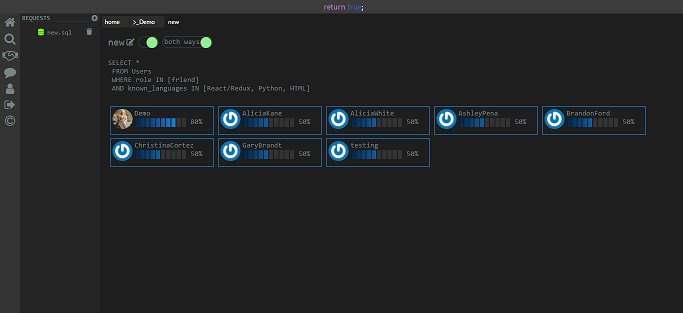 return true;
REQUESTS
new.sql
home >_Demo new
new both ways
SELECT *
FROM Users
WHERE role IN [friend]
AND known_languages IN [React/Redux, Python, HTML]
Demo 80%
AliciaKane 50%
AliciaWhite 50%
AshleyPena 50%
BrandonFord 50%
ChristinaCortez 50%
GaryBrandt 50%
testing 50%